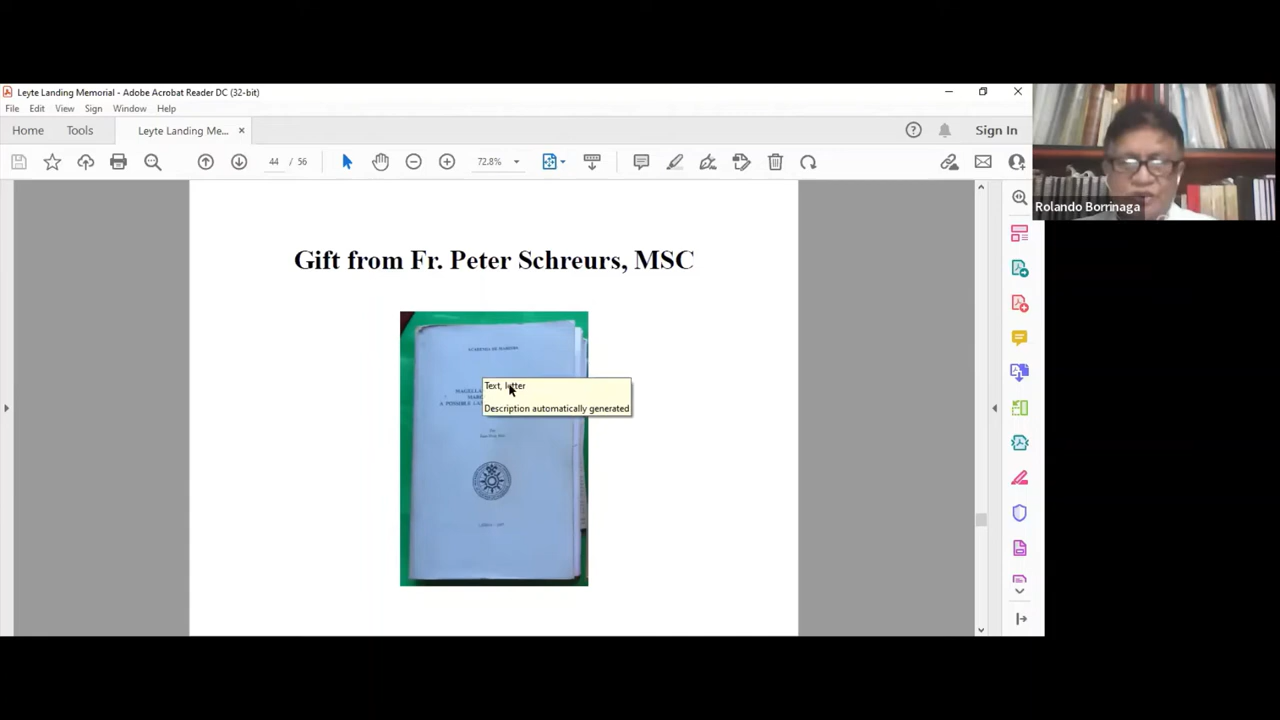 Leyte Landing Memorial - Adobe Acrobat Reader DC (32-bit)
File Edit View Sign Window Help
Home Tools Leyte Landing Me... × Sign In
44 / 56 72.8%
Rolando Borrinaga
Gift from Fr. Peter Schreurs, MSC
MAGELLA
A POSSIBLE
Text, letter
Description automatically generated